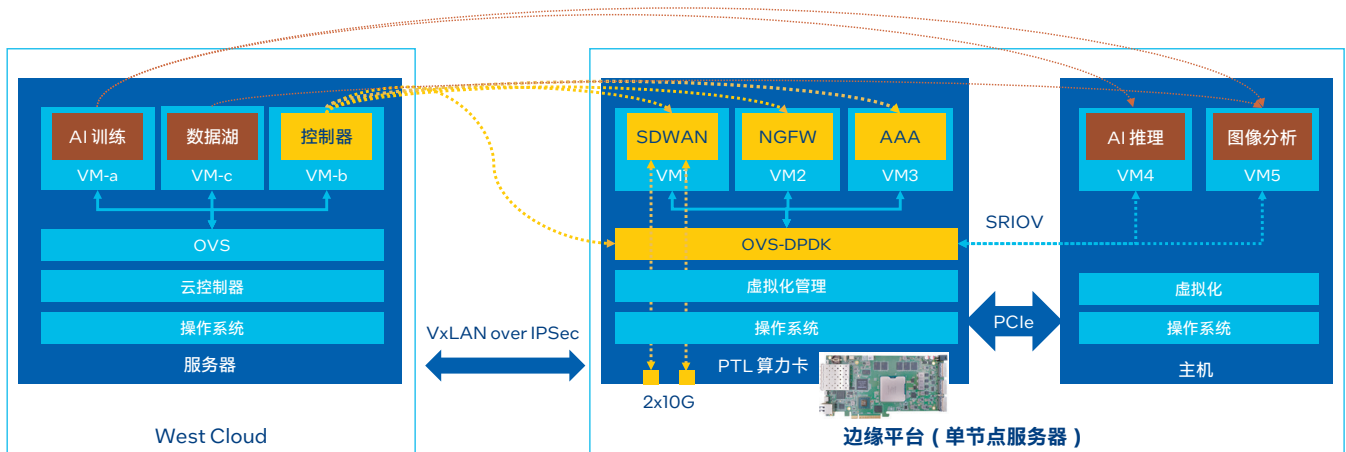 AI 训练
数据湖
控制器
VM-a
VM-c
VM-b
OVS
云控制器
操作系统
服务器
West Cloud
VxLAN over IPSec
SDWAN
NGFW
AAA
VM1
VM2
VM3
OVS-DPDK
虚拟化管理
操作系统
PTL 算力卡
2x10G
SRIOV
PCIe
AI 推理
图像分析
VM4
VM5
虚拟化
操作系统
主机
边缘平台（单节点服务器）